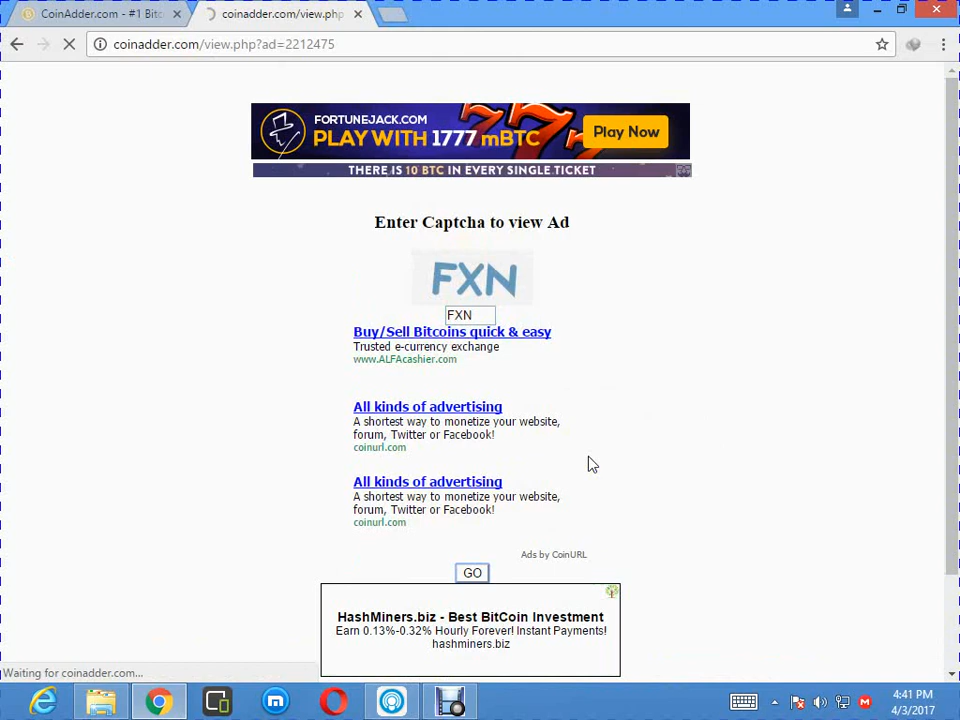 CoinAdder.com - #1 Bitc
coinadder.com/view.php
coinadder.com/view.php?ad=2212475
FORTUNEJACK.COM
PLAY WITH 1777 mBTC
Play Now
THERE IS 10 BTC IN EVERY SINGLE TICKET
Enter Captcha to view Ad
FXN
FXN
Buy/Sell Bitcoins quick & easy
Trusted e-currency exchange
www.ALFAcashier.com
All kinds of advertising
A shortest way to monetize your website,
forum, Twitter or Facebook!
coinurl.com
All kinds of advertising
A shortest way to monetize your website,
forum, Twitter or Facebook!
coinurl.com
Ads by CoinURL
GO
HashMiners.biz - Best BitCoin Investment
Earn 0.13%-0.32% Hourly Forever! Instant Payments!
hashminers.biz
Waiting for coinadder.com...
4:41 PM
4/3/2017